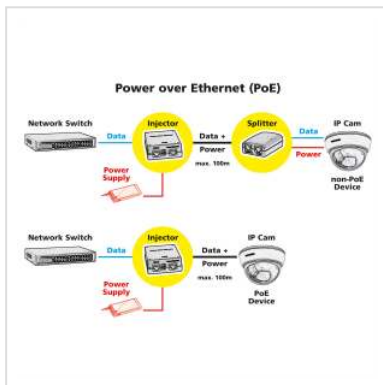 Power over Ethernet (PoE)
Network Switch
Injector
Splitter
IP Cam
Data
Data +
Power
max. 100m
Data
Power
Power
Supply
non-PoE
Device
Network Switch
Injector
IP Cam
Data
Data +
Power
max. 100m
Power
Supply
PoE
Device